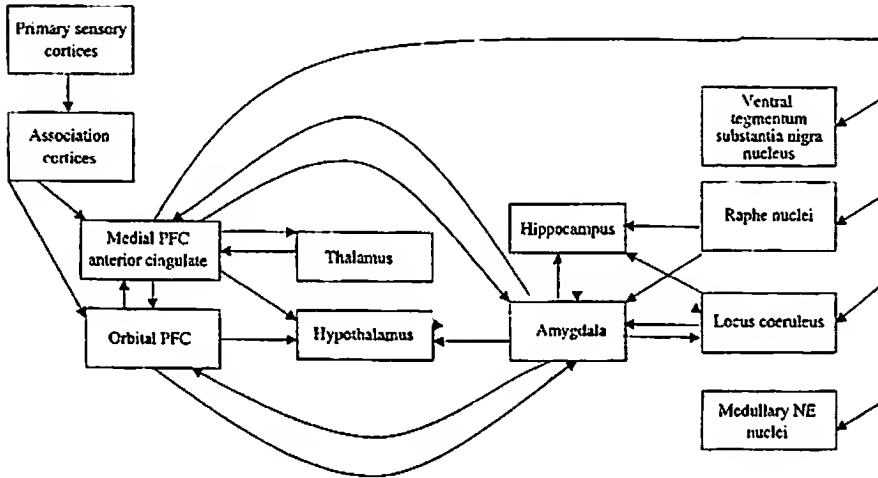 Primary sensory
cortices
Association
cortices
Medial PFC
anterior cingulate
Orbital PFC
Thalamus
Hypothalamus
Hippocampus
Amygdala
Ventral
tegmentum
substantia nigra
nucleus
Raphe nuclei
Locus coeruleus
Medullary NE
nuclei